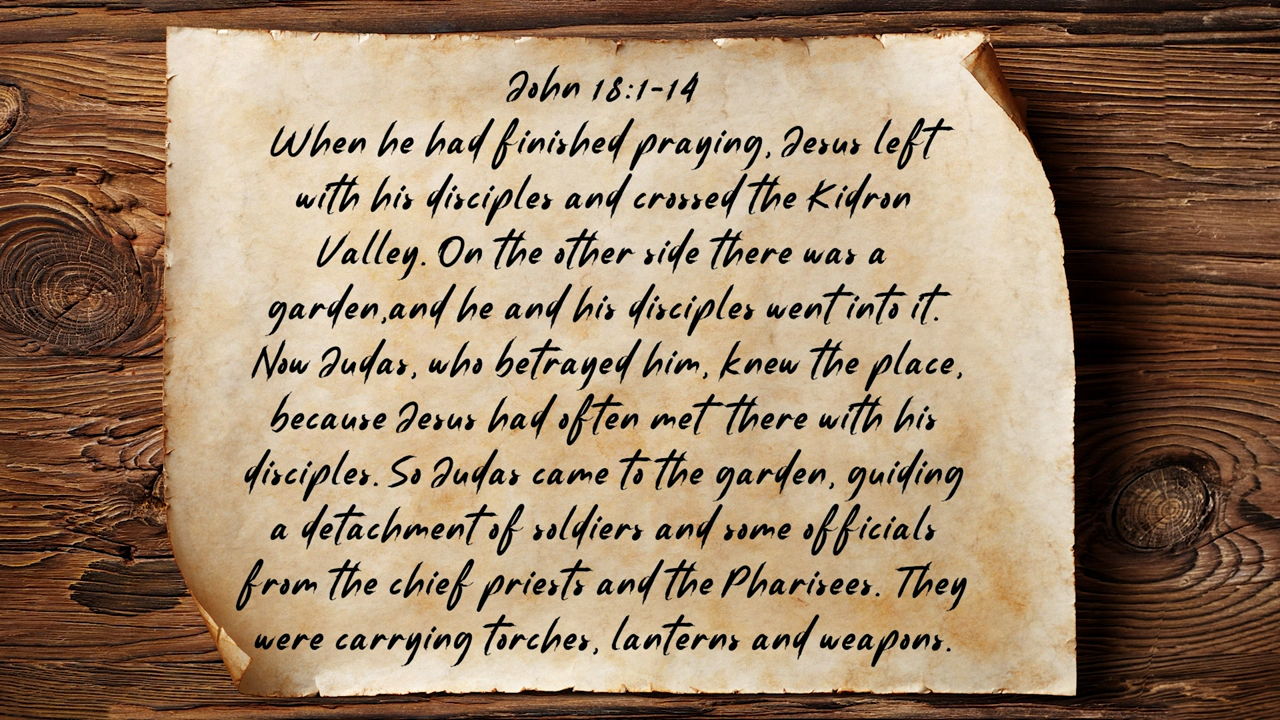 John 18:1-14
When he had finished praying, Jesus left
with his disciples and crossed the Kidron
Valley. On the other side there was a
garden,and he and his disciples went into it.
Now Judas, who betrayed him, knew the place,
because Jesus had often met there with his
disciples. So Judas came to the garden, guiding
a detachment of soldiers and some officials
from the chief priests and the Pharisees. They
were carrying torches, lanterns and weapons.